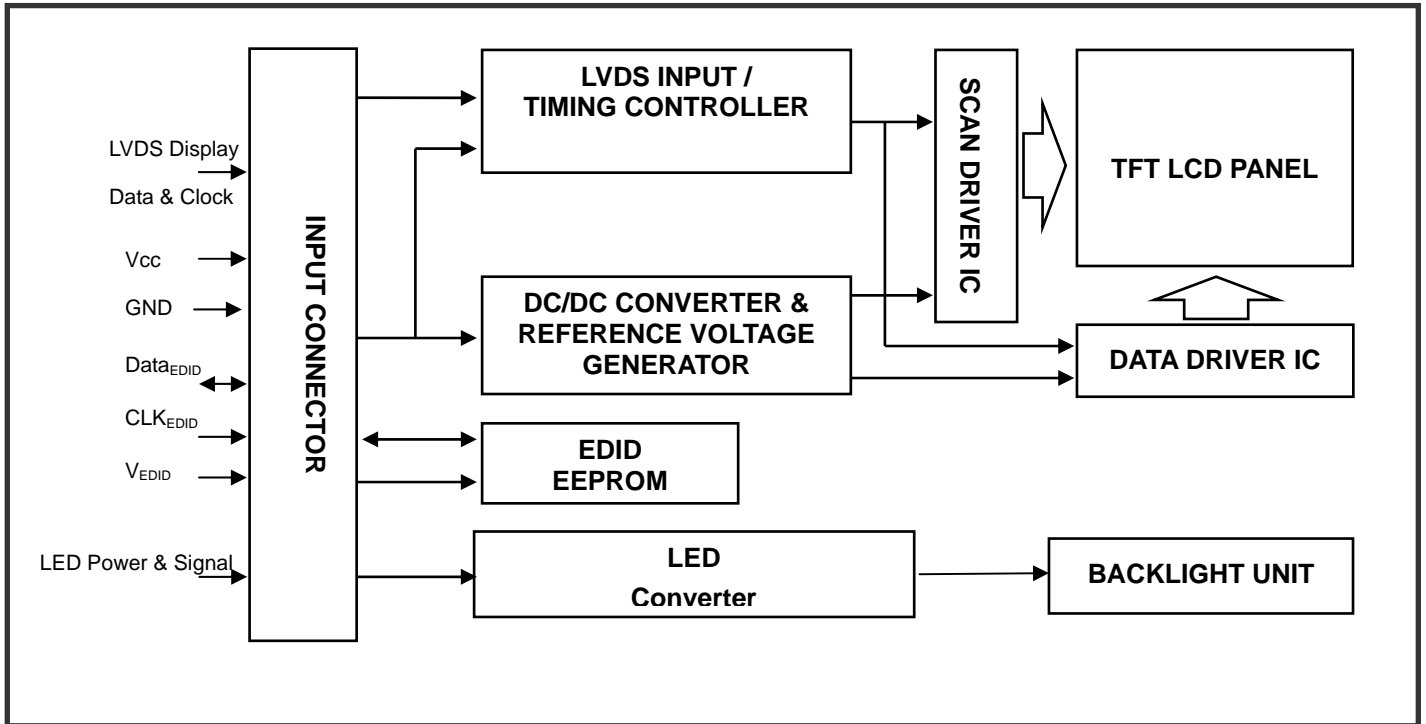 LVDS Display
Data & Clock
Vcc
GND
DataEDID
CLKEDID
VEDID
LED Power & Signal
INPUT CONNECTOR
LVDS INPUT /
TIMING CONTROLLER
DC/DC CONVERTER &
REFERENCE VOLTAGE
GENERATOR
EDID
EEPROM
LED
Converter
SCAN DRIVER IC
TFT LCD PANEL
DATA DRIVER IC
BACKLIGHT UNIT